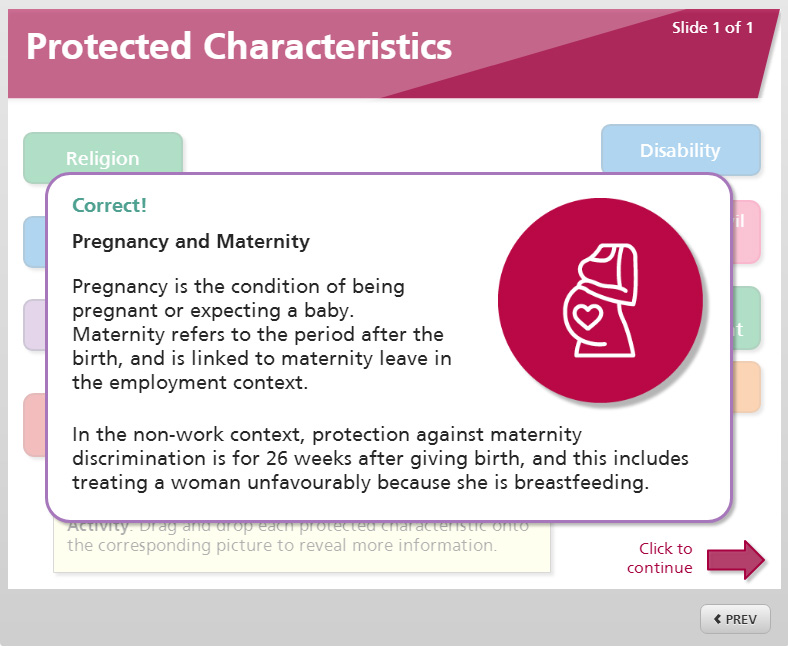 Protected Characteristics
Slide 1 of 1
Religion
Disability
Correct!
Pregnancy and Maternity
Pregnancy is the condition of being
pregnant or expecting a baby.
Maternity refers to the period after the
birth, and is linked to maternity leave in
the employment context.
In the non-work context, protection against maternity
discrimination is for 26 weeks after giving birth, and this includes
treating a woman unfavourably because she is breastfeeding.
Activity: Drag and drop each protected characteristic onto
the corresponding picture to reveal more information.
Click to
continue
PREV